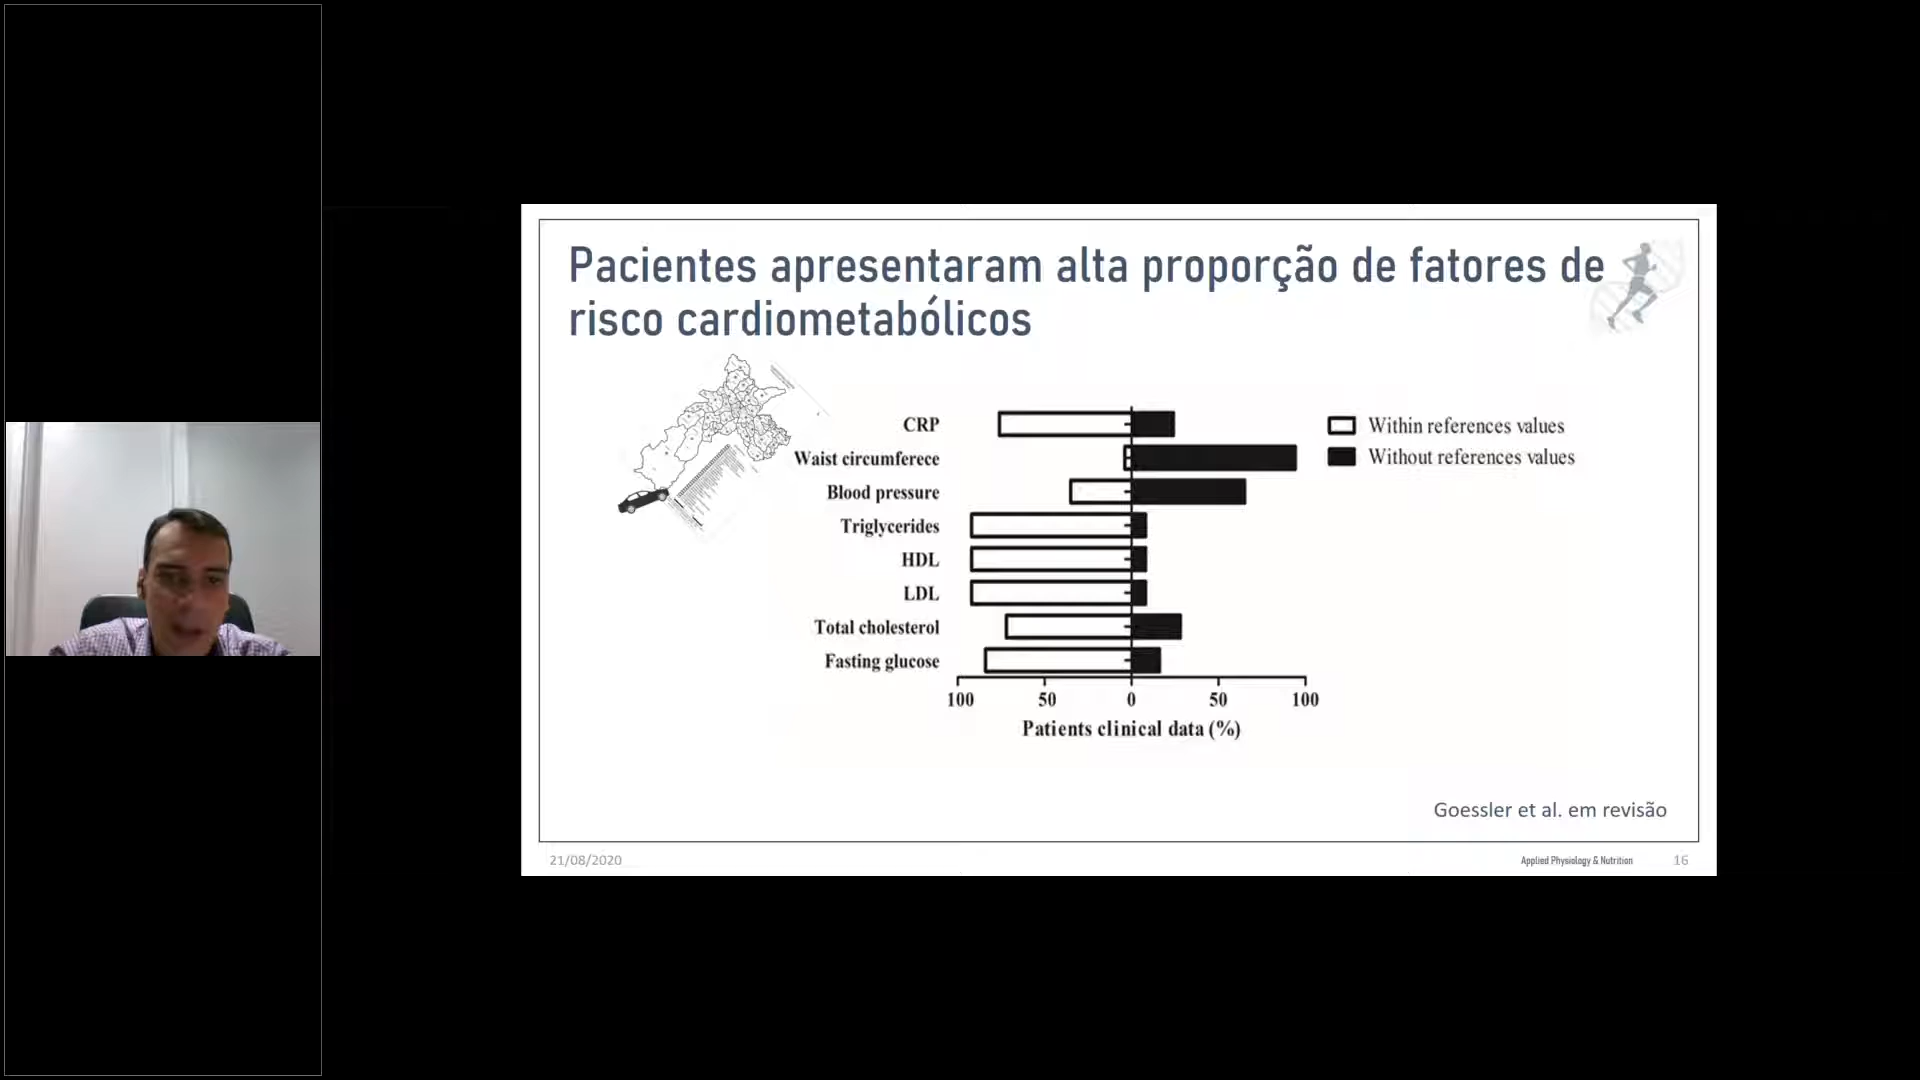 Pacientes apresentaram alta proporção de fatores de
risco cardiometabólicos
CRP
Waist circumferece
Blood pressure
Triglycerides
HDL
LDL
Total cholesterol
Fasting glucose
100 50 0 50 100
Patients clinical data (%)
Within references values
Without references values
Goessler et al. em revisão
21/08/2020
Applied Physiology & Nutrition
16